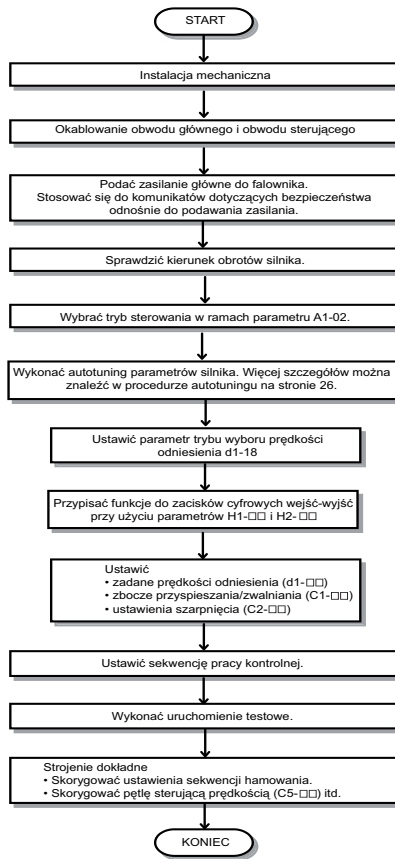 START
Instalacja mechaniczna
Okablowanie obwodu głównego i obwodu sterującego
Podać zasilanie główne do falownika.
Stosować się do komunikatów dotyczących bezpieczeństwa
odnośnie do podawania zasilania.
Sprawdzić kierunek obrotów silnika.
Wybrać tryb sterowania w ramach parametru A1-02.
Wykonać autotuning parametrów silnika. Więcej szczegółów można
znaleźć w procedurze autotuningu na stronie 26.
Ustawić parametr trybu wyboru prędkości
odniesienia d1-18
Przypisać funkcje do zacisków cyfrowych wejść-wyjść
przy użyciu parametrów H1-□□ i H2-□□
Ustawić
• zadane prędkości odniesienia (d1-□□)
• zbocze przyspieszania/zwalniania (C1-□□)
• ustawienia szarpnięcia (C2-□□)
Ustawić sekwencję pracy kontrolnej.
Wykonać uruchomienie testowe.
Strojenie dokładne
• Skorygować ustawienia sekwencji hamowania.
• Skorygować pętlę sterującą prędkością (C5-□□) itd.
KONIEC